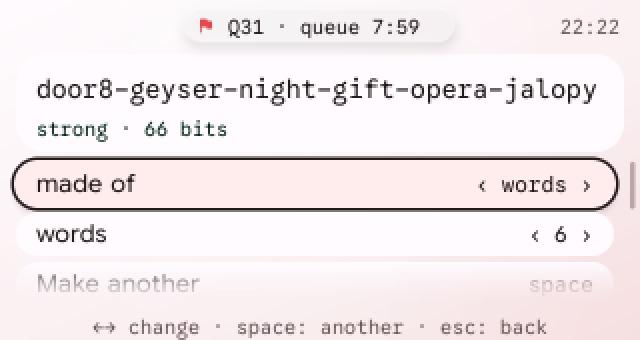 Q31 · queue 7:59
22:22
door8-geyser-night-gift-opera-jalopy
strong · 66 bits
made of ‹ words ›
words ‹ 6 ›
Make another space
↔ change · space: another · esc: back